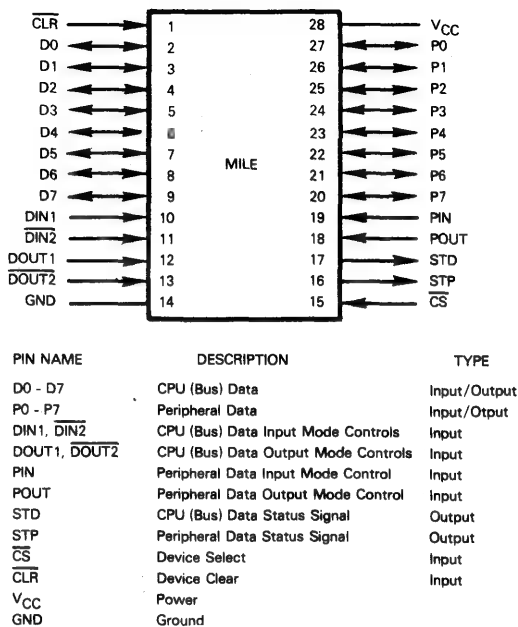 CLR 1 28 VCC
D0 2 27 P0
D1 3 26 P1
D2 4 25 P2
D3 5 24 P3
D4 23 P4
D5 7 22 P5
MILE
D6 8 21 P6
D7 9 20 P7
DIN1 10 19 PIN
DIN2 11 18 POUT
DOUT1 12 17 STD
DOUT2 13 16 STP
GND 14 15 CS
PIN NAME DESCRIPTION TYPE
D0 - D7 CPU (Bus) Data Input/Output
P0 - P7 Peripheral Data Input/Otput
DIN1, DIN2 CPU (Bus) Data Input Mode Controls Input
DOUT1, DOUT2 CPU (Bus) Data Output Mode Controls Input
PIN Peripheral Data Input Mode Control Input
POUT Peripheral Data Output Mode Control Input
STD CPU (Bus) Data Status Signal Output
STP Peripheral Data Status Signal Output
CS Device Select Input
CLR Device Clear Input
VCC Power
GND Ground